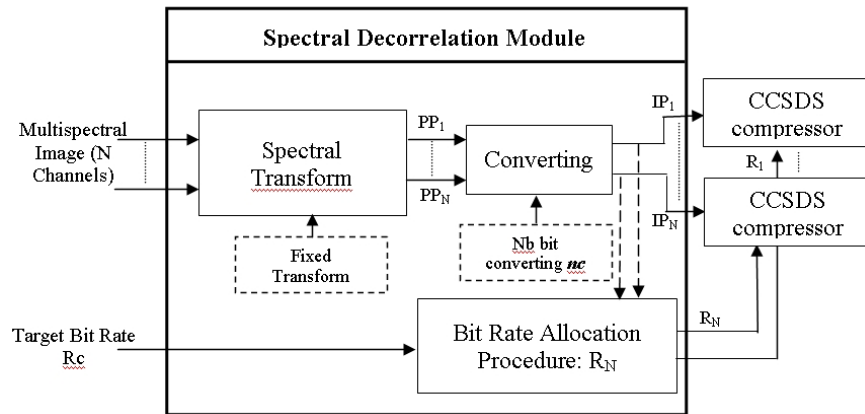 Spectral Decorrelation Module
Multispectral
Image (N
Channels)
Spectral
Transform
PP1
PPN
Converting
IP1
IPN
CCSDS
compressor
R1
CCSDS
compressor
Fixed
Transform
Nb bit
converting nc
Target Bit Rate
Rc
Bit Rate Allocation
Procedure: RN
RN